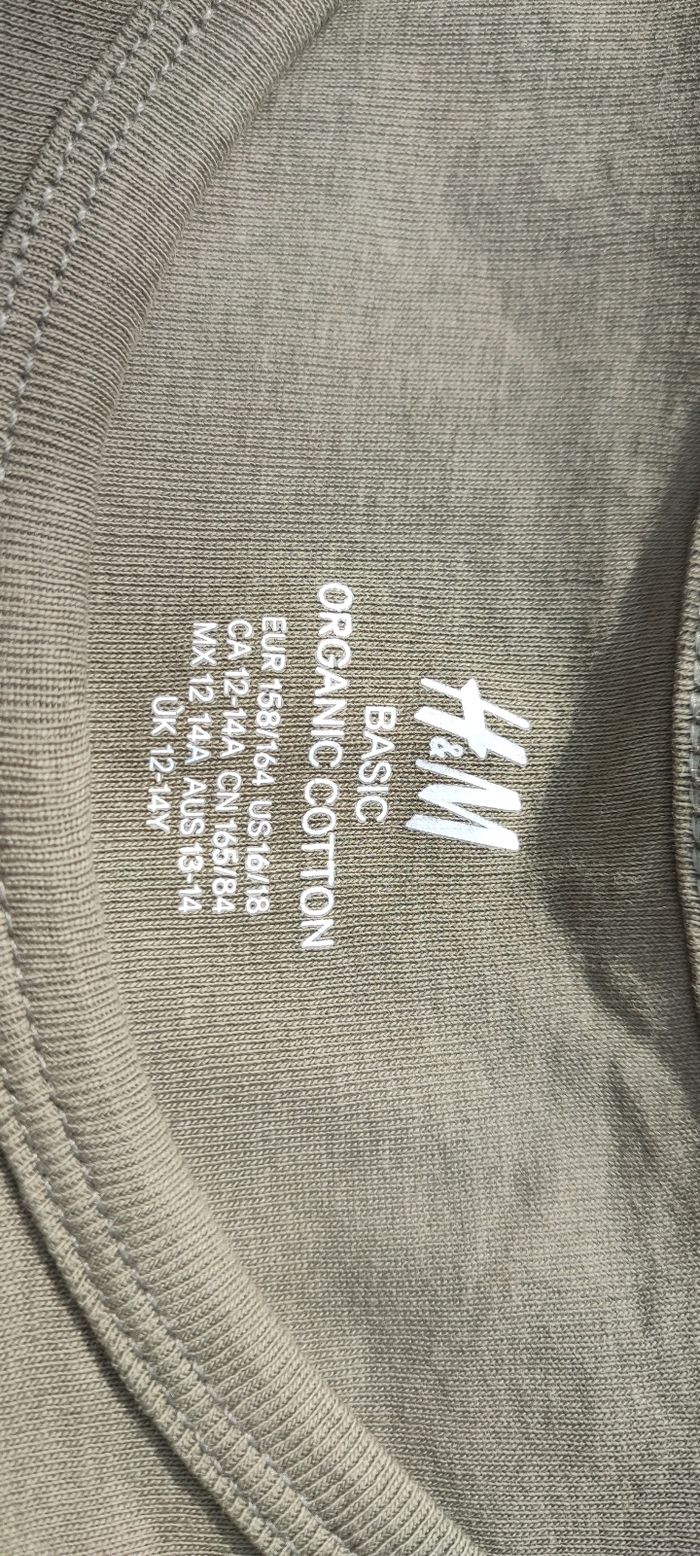 H&M
BASIC
ORGANIC COTTON
EUR 158/164 US 16/18
CA 12-14A CN 165/84
MX 12 14A AUS 13-14
UK 12-14Y